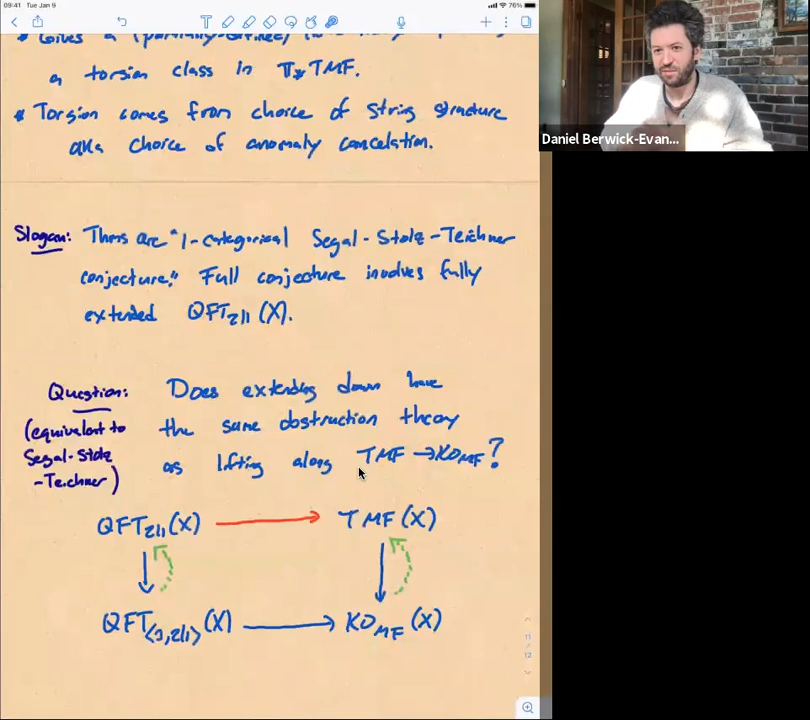 09:41 Tue Jan 9
76%
a torsion class in π∗TMF.
* Torsion comes from choice of string structure
aka choice of anomaly cancelation.
Slogan: There are "1-categorical Segal-Stolz-Teichner
conjecture." Full conjecture involves fully
extended QFT2|1(X).
Question: Does extending down have
(equivalent to the same obstruction theory
Segal-Stolz as lifting along TMF → KOMF?
-Teichner)
QFT2|1(X) → TMF(X)
QFT⟨1,2|1⟩(X) → KOMF(X)
11
12
Daniel Berwick-Evan...